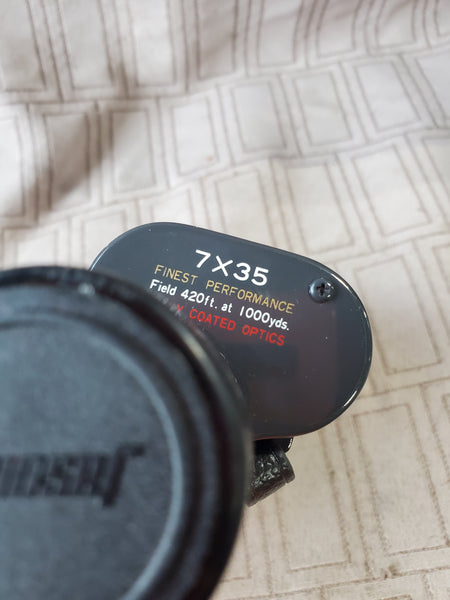 7X35
FINEST PERFORMANCE
Field 420ft. at 1000yds.
COATED OPTICS